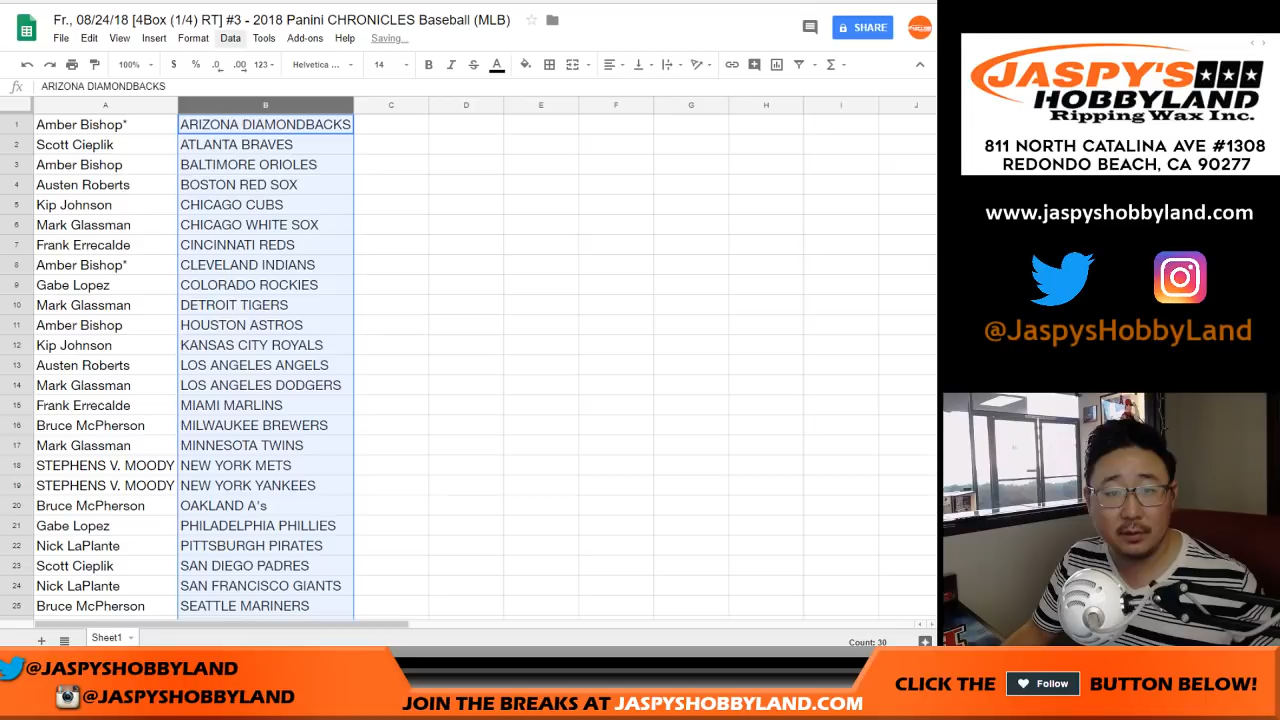 Fr., 08/24/18 [4Box (1/4) RT] #3 - 2018 Panini CHRONICLES Baseball (MLB)
SHARE
File Edit View Insert Format Data Tools Add-ons Help Saving...
100% $ % .0 .00 123 Helvetica ... 14 B I S A
fx ARIZONA DIAMONDBACKS
A B C D E F G H I J
1 Amber Bishop* ARIZONA DIAMONDBACKS
2 Scott Cieplik ATLANTA BRAVES
3 Amber Bishop BALTIMORE ORIOLES
4 Austen Roberts BOSTON RED SOX
5 Kip Johnson CHICAGO CUBS
6 Mark Glassman CHICAGO WHITE SOX
7 Frank Errecalde CINCINNATI REDS
8 Amber Bishop* CLEVELAND INDIANS
9 Gabe Lopez COLORADO ROCKIES
10 Mark Glassman DETROIT TIGERS
11 Amber Bishop HOUSTON ASTROS
12 Kip Johnson KANSAS CITY ROYALS
13 Austen Roberts LOS ANGELES ANGELS
14 Mark Glassman LOS ANGELES DODGERS
15 Frank Errecalde MIAMI MARLINS
16 Bruce McPherson MILWAUKEE BREWERS
17 Mark Glassman MINNESOTA TWINS
18 STEPHENS V. MOODY NEW YORK METS
19 STEPHENS V. MOODY NEW YORK YANKEES
20 Bruce McPherson OAKLAND A's
21 Gabe Lopez PHILADELPHIA PHILLIES
22 Nick LaPlante PITTSBURGH PIRATES
23 Scott Cieplik SAN DIEGO PADRES
24 Nick LaPlante SAN FRANCISCO GIANTS
25 Bruce McPherson SEATTLE MARINERS
Sheet1
Count: 30
JASPY'S
HOBBYLAND
Ripping Wax Inc.
811 NORTH CATALINA AVE #1308
REDONDO BEACH, CA 90277
www.jaspyshobbyland.com
@JaspysHobbyLand
@JASPYSHOBBYLAND
@JASPYSHOBBYLAND
JOIN THE BREAKS AT JASPYSHOBBYLAND.COM
CLICK THE Follow BUTTON BELOW!